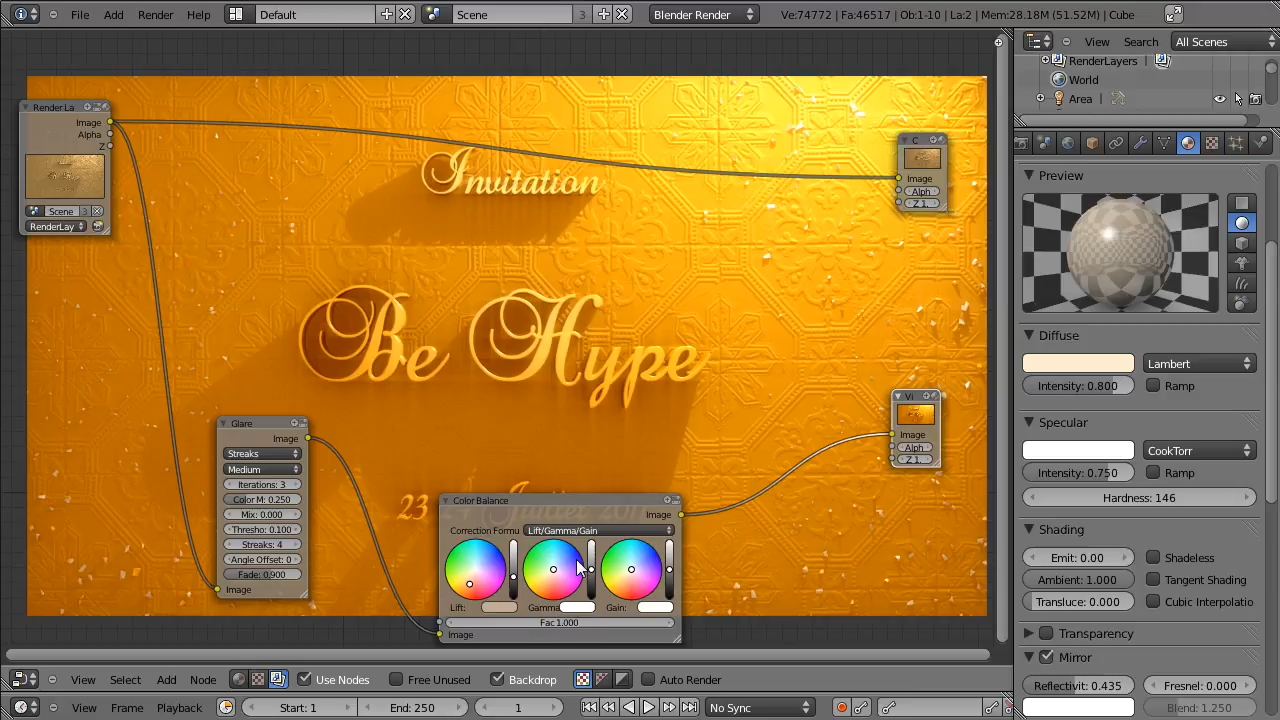 File Add Render Help Default Scene 3 Blender Render Ve:74772 | Fa:46517 | Ob:1-10 | La:2 | Mem:28.18M (51.52M) | Cube
View Search All Scenes
RenderLayers
World
Area
Render La
Image
Alpha
Z
Scene 3
RenderLay
C
Image
Alph
Z 1.
Invitation
Be Hype
Vi
Image
Alph
Z 1.
Glare
Image
Streaks
Medium
Iterations: 3
Color M: 0.250
Mix: 0.000
Thresho: 0.100
Streaks: 4
Angle Offset: 0
Fade: 0.900
Image
23
Color Balance
Image
Correction Formu Lift/Gamma/Gain
Lift: Gamma Gain:
Fac 1.000
Image
Preview
Diffuse
Lambert
Intensity: 0.800 Ramp
Specular
CookTorr
Intensity: 0.750 Ramp
Hardness: 146
Shading
Emit: 0.00 Shadeless
Ambient: 1.000 Tangent Shading
Transluce: 0.000 Cubic Interpolatio
Transparency
Mirror
Reflectivit: 0.435 Fresnel: 0.000
Blend: 1.250
View Select Add Node Use Nodes Free Unused Backdrop Auto Render
View Frame Playback Start: 1 End: 250 1 No Sync